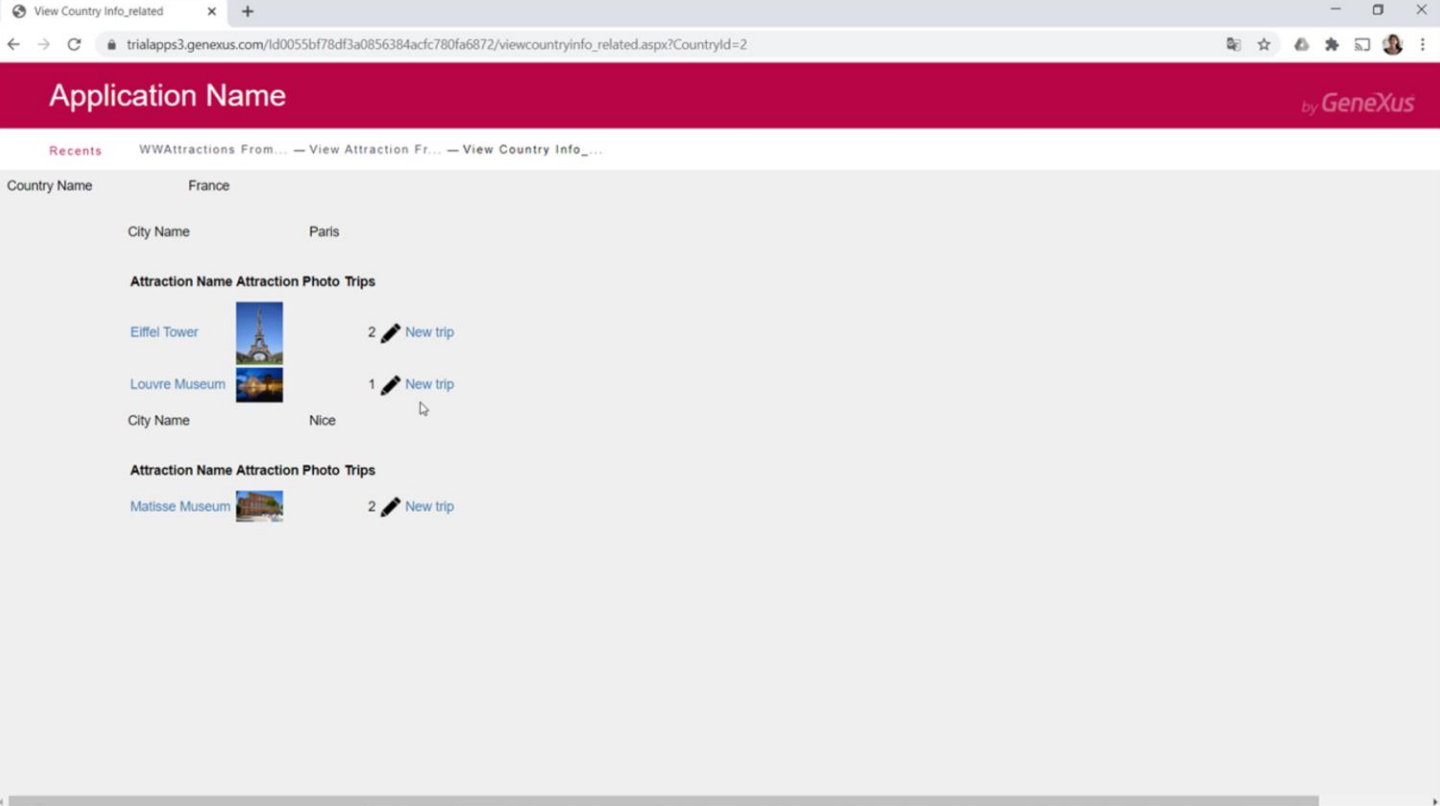 View Country Info_related
trialapps3.genexus.com/Id0055bf78df3a0856384acfc780fa6872/viewcountryinfo_related.aspx?CountryId=2
Application Name
by GeneXus
Recents WWAttractions From... — View Attraction Fr... — View Country Info_...
Country Name France
City Name Paris
Attraction Name Attraction Photo Trips
Eiffel Tower 2 New trip
Louvre Museum 1 New trip
City Name Nice
Attraction Name Attraction Photo Trips
Matisse Museum 2 New trip